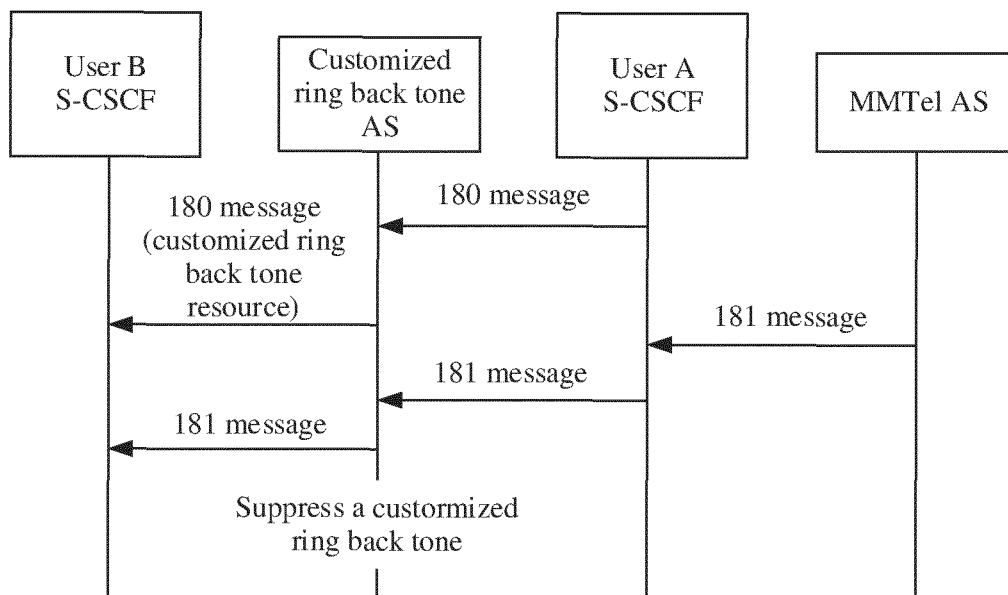 User B
S-CSCF
Customized
ring back tone
AS
User A
S-CSCF
MMTel AS
180 message
180 message
(customized ring
back tone
resource)
181 message
181 message
181 message
Suppress a custormized
ring back tone